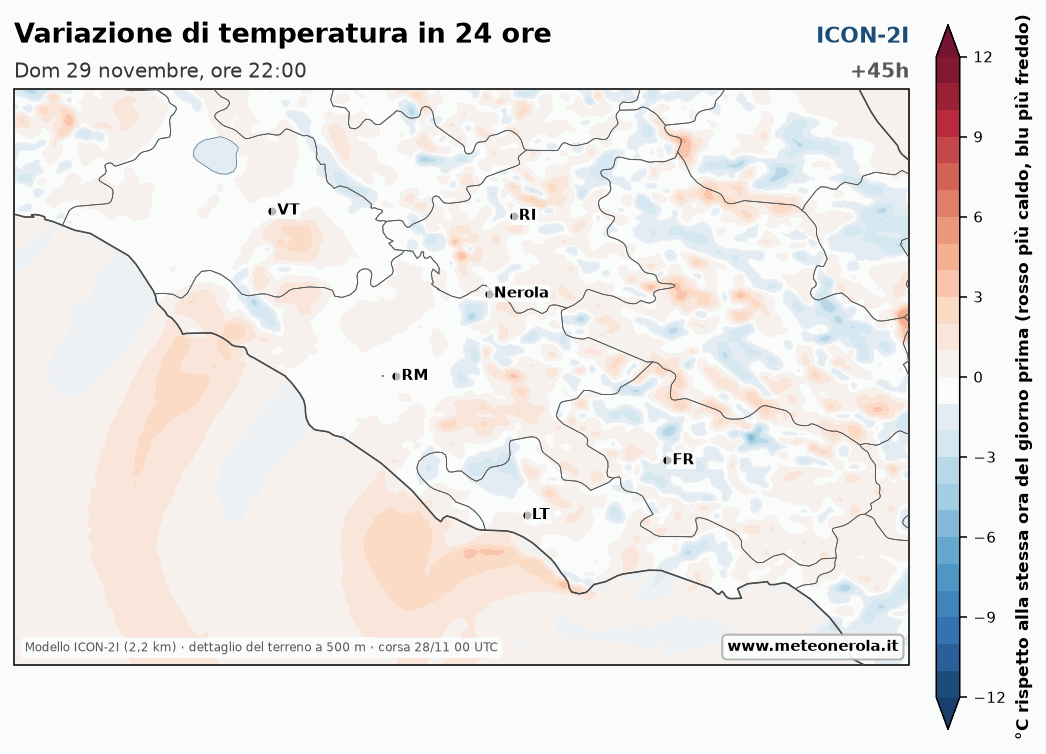 Variazione di temperatura in 24 ore
ICON-2I
Dom 29 novembre, ore 22:00
+45h
VT
RI
Nerola
RM
FR
LT
Modello ICON-2I (2,2 km) · dettaglio del terreno a 500 m · corsa 28/11 00 UTC
www.meteonerola.it
12
9
6
3
0
−3
−6
−9
−12
°C rispetto alla stessa ora del giorno prima (rosso più caldo, blu più freddo)